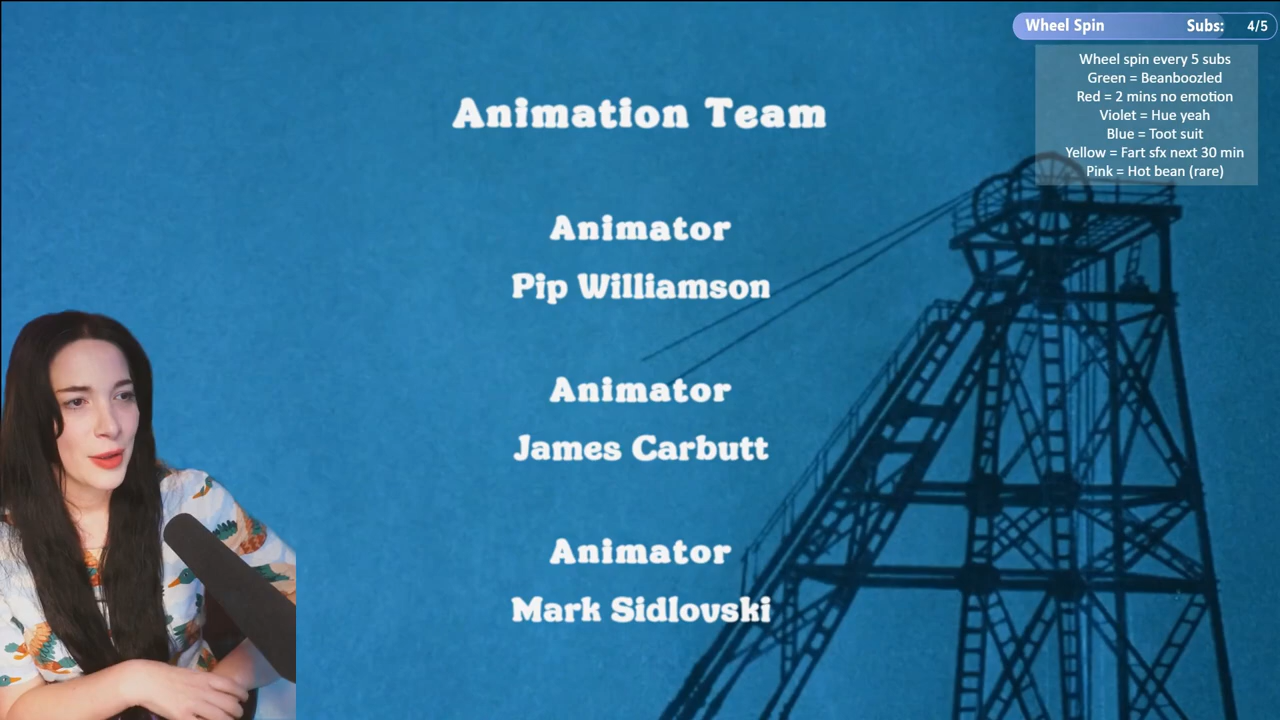 Wheel Spin Subs: 4/5
Wheel spin every 5 subs
Green = Beanboozled
Red = 2 mins no emotion
Violet = Hue yeah
Blue = Toot suit
Yellow = Fart sfx next 30 min
Pink = Hot bean (rare)
Animation Team
Animator
Pip Williamson
Animator
James Carbutt
Animator
Mark Sidlovski